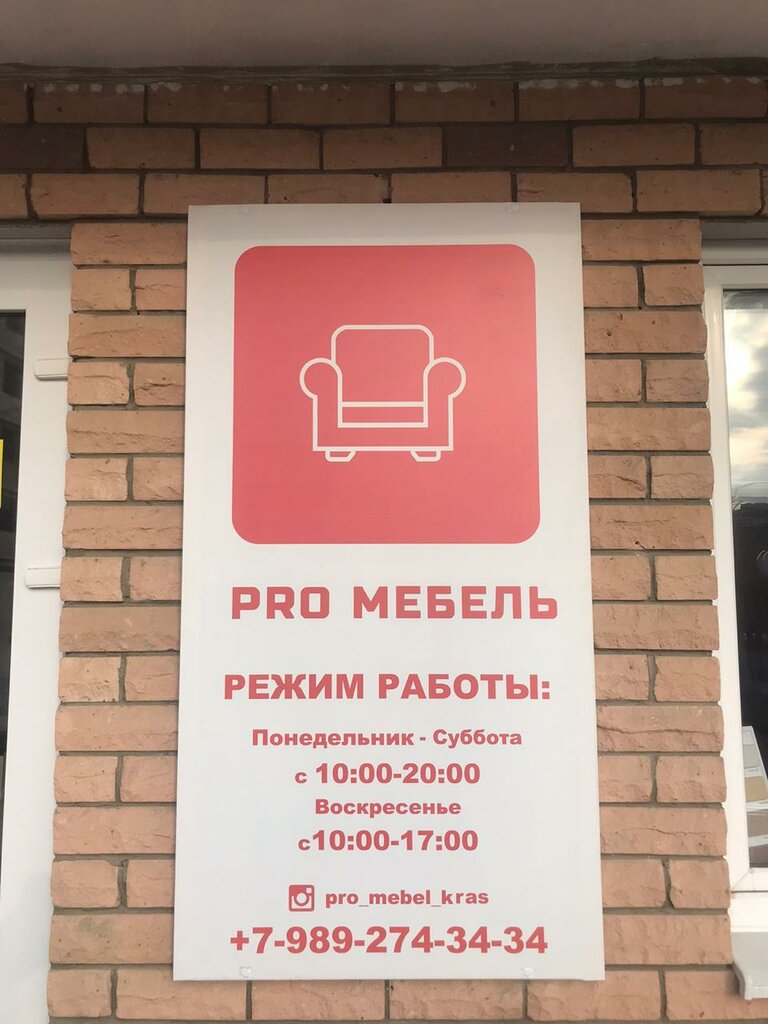 PRO МЕБЕЛЬ
РЕЖИМ РАБОТЫ:
Понедельник - Суббота
с 10:00-20:00
Воскресенье
с10:00-17:00
pro_mebel_kras
+7-989-274-34-34